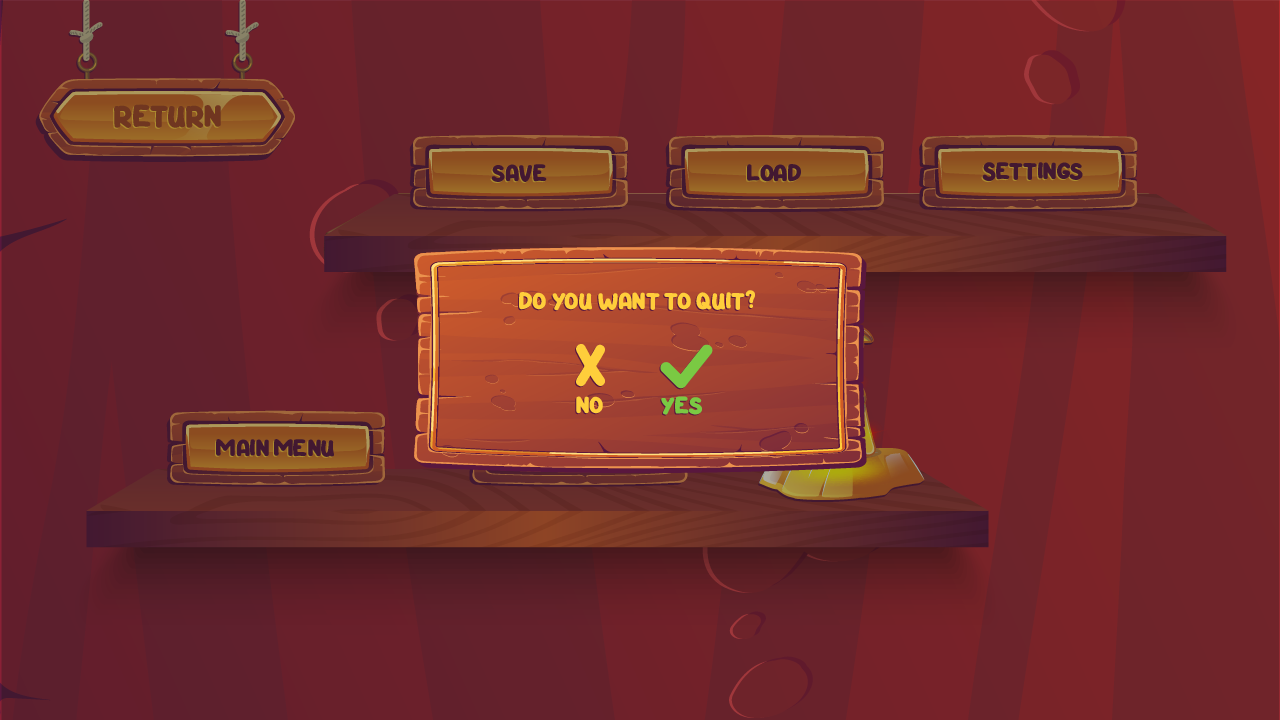 RETURN
SAVE
LOAD
SETTINGS
DO YOU WANT TO QUIT?
NO
YES
MAIN MENU